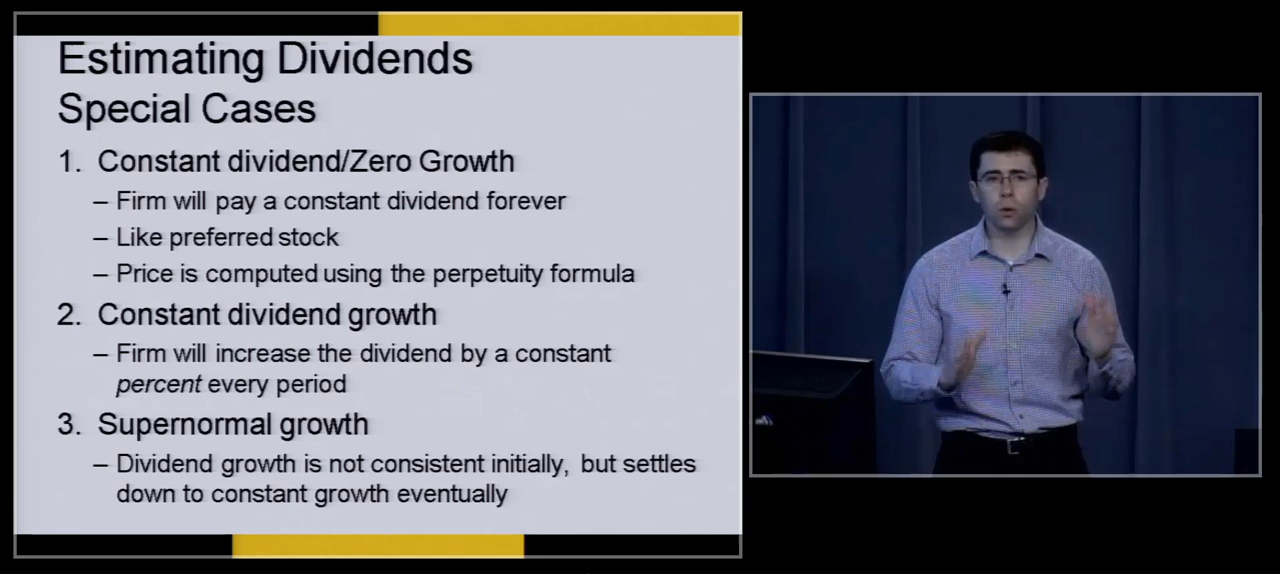 Estimating Dividends
Special Cases
1. Constant dividend/Zero Growth
– Firm will pay a constant dividend forever
– Like preferred stock
– Price is computed using the perpetuity formula
2. Constant dividend growth
– Firm will increase the dividend by a constant
percent every period
3. Supernormal growth
– Dividend growth is not consistent initially, but settles
down to constant growth eventually